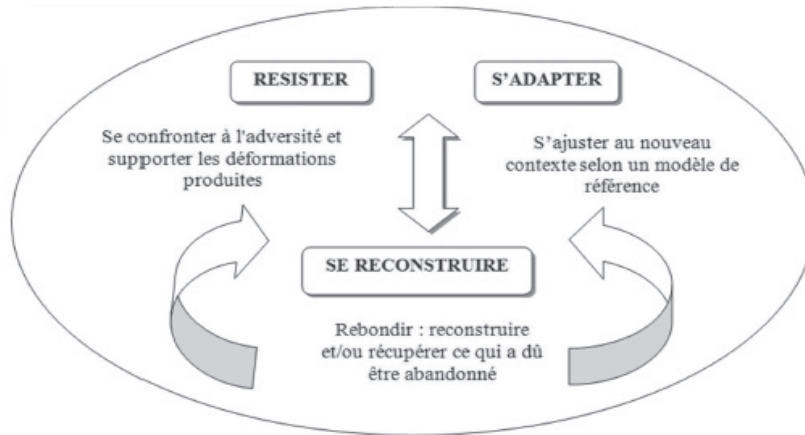 RESISTER
S'ADAPTER
Se confronter à l'adversité et
supporter les déformations
produites
S'ajuster au nouveau
contexte selon un modèle de
référence
SE RECONSTRUIRE
Rebondir : reconstruire
et/ou récupérer ce qui a dû
être abandonné